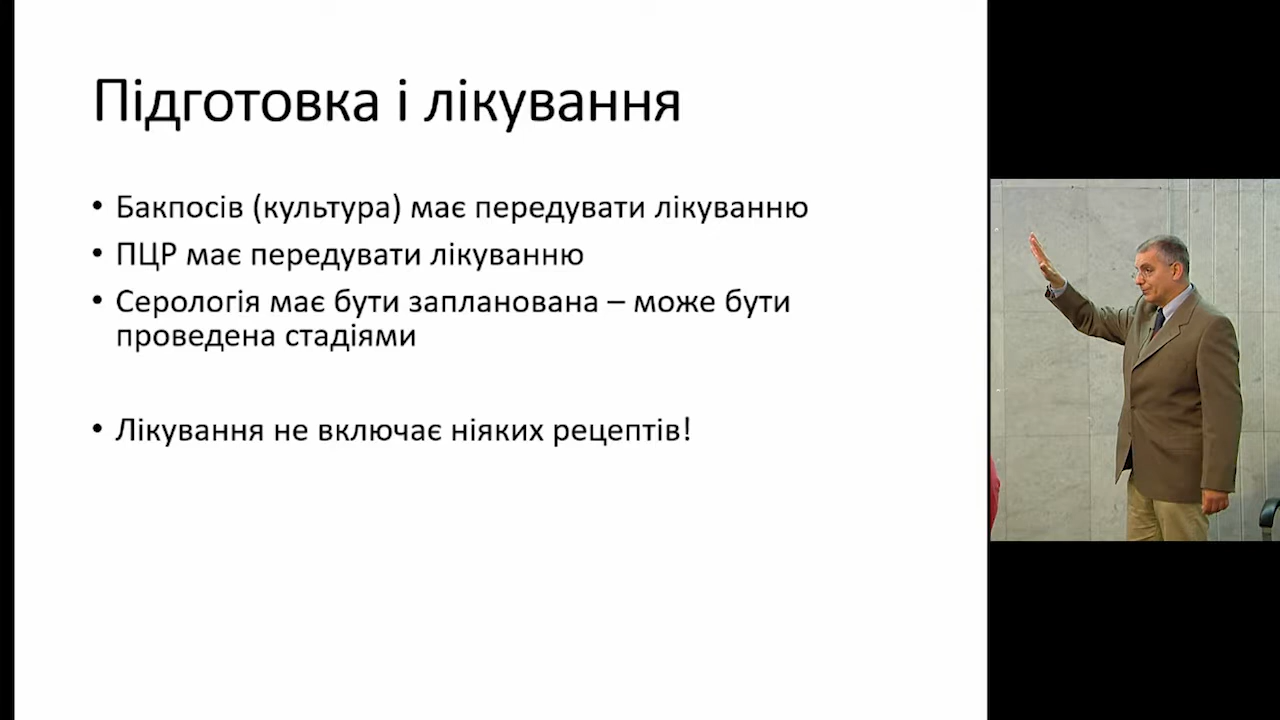 Підготовка і лікування
• Бакпосів (культура) має передувати лікуванню
• ПЦР має передувати лікуванню
• Серологія має бути запланована – може бути
проведена стадіями
• Лікування не включає ніяких рецептів!